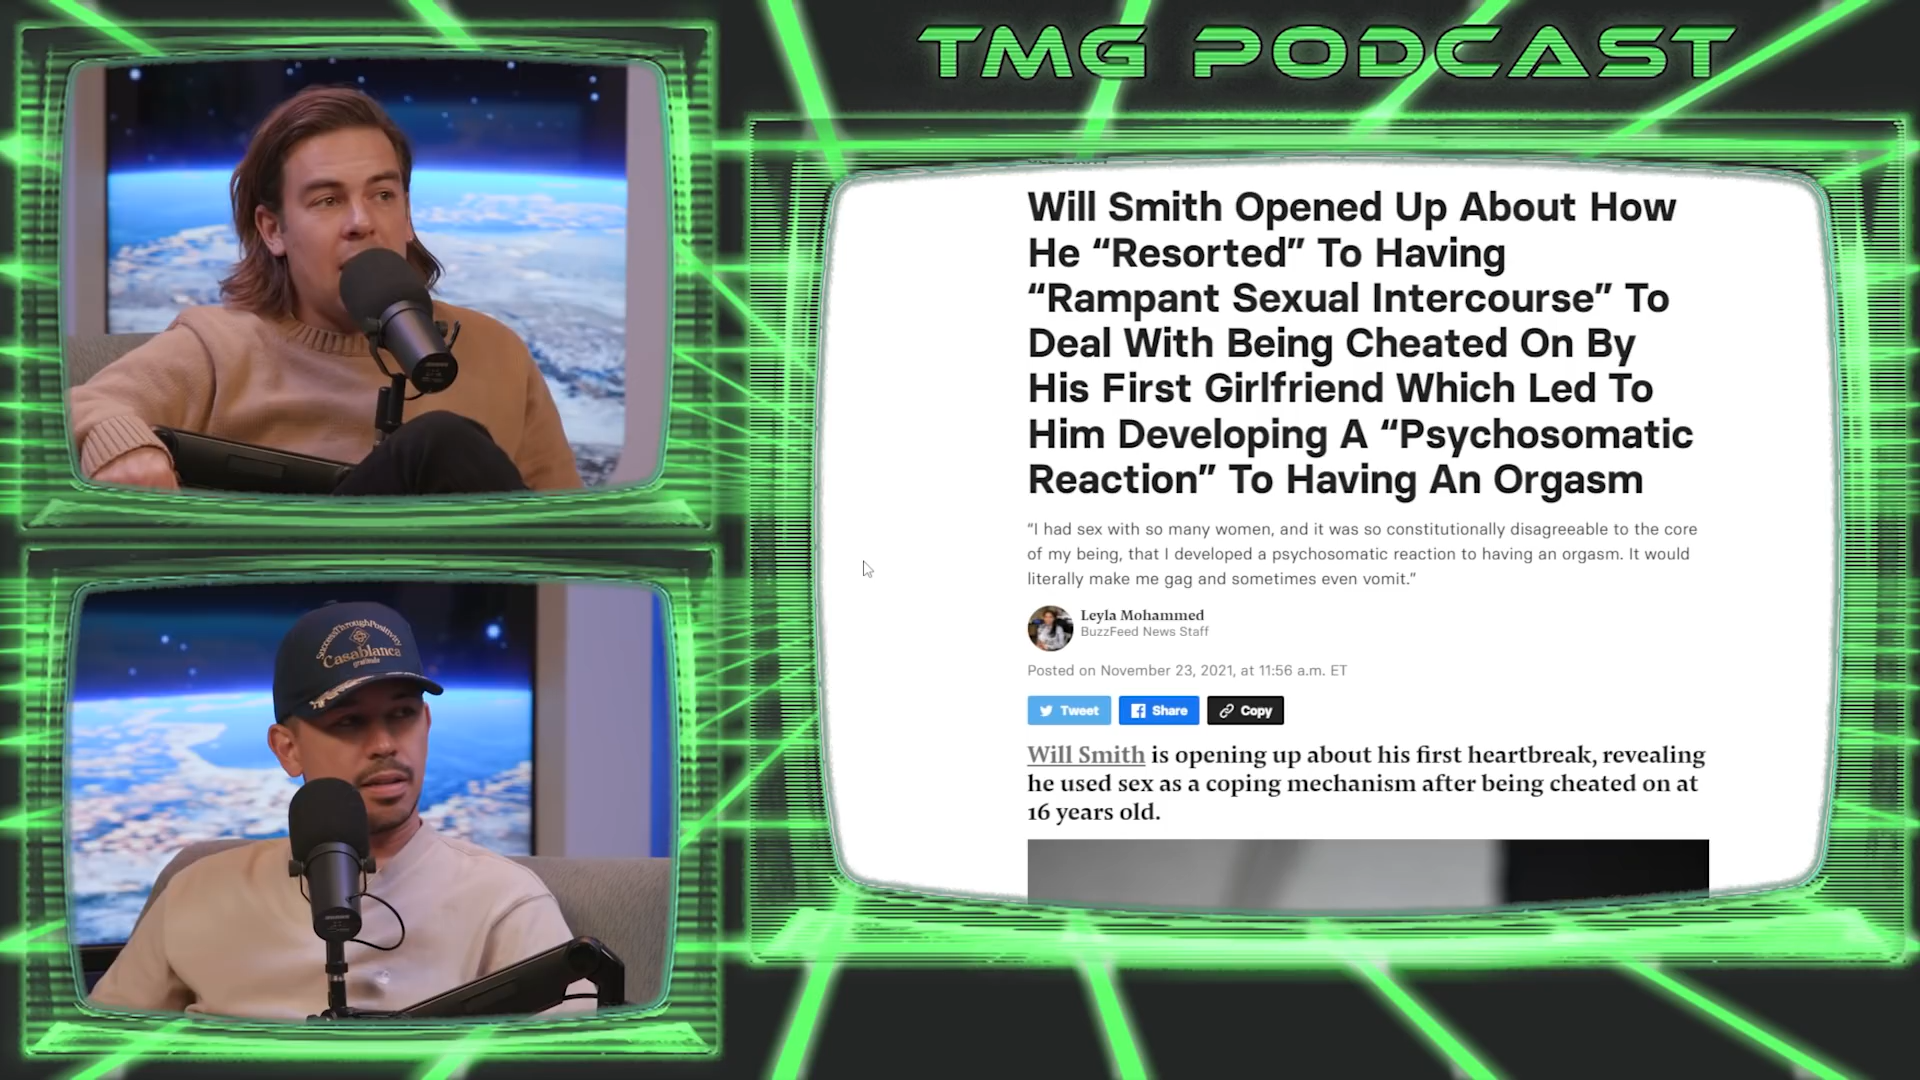 TMG PODCAST
Will Smith Opened Up About How
He “Resorted” To Having
“Rampant Sexual Intercourse” To
Deal With Being Cheated On By
His First Girlfriend Which Led To
Him Developing A “Psychosomatic
Reaction” To Having An Orgasm
“I had sex with so many women, and it was so constitutionally disagreeable to the core
of my being, that I developed a psychosomatic reaction to having an orgasm. It would
literally make me gag and sometimes even vomit.”
Leyla Mohammed
BuzzFeed News Staff
Posted on November 23, 2021, at 11:56 a.m. ET
Tweet Share Copy
Will Smith is opening up about his first heartbreak, revealing
he used sex as a coping mechanism after being cheated on at
16 years old.
SuccessThroughPositivity
Casablanca
gratitude